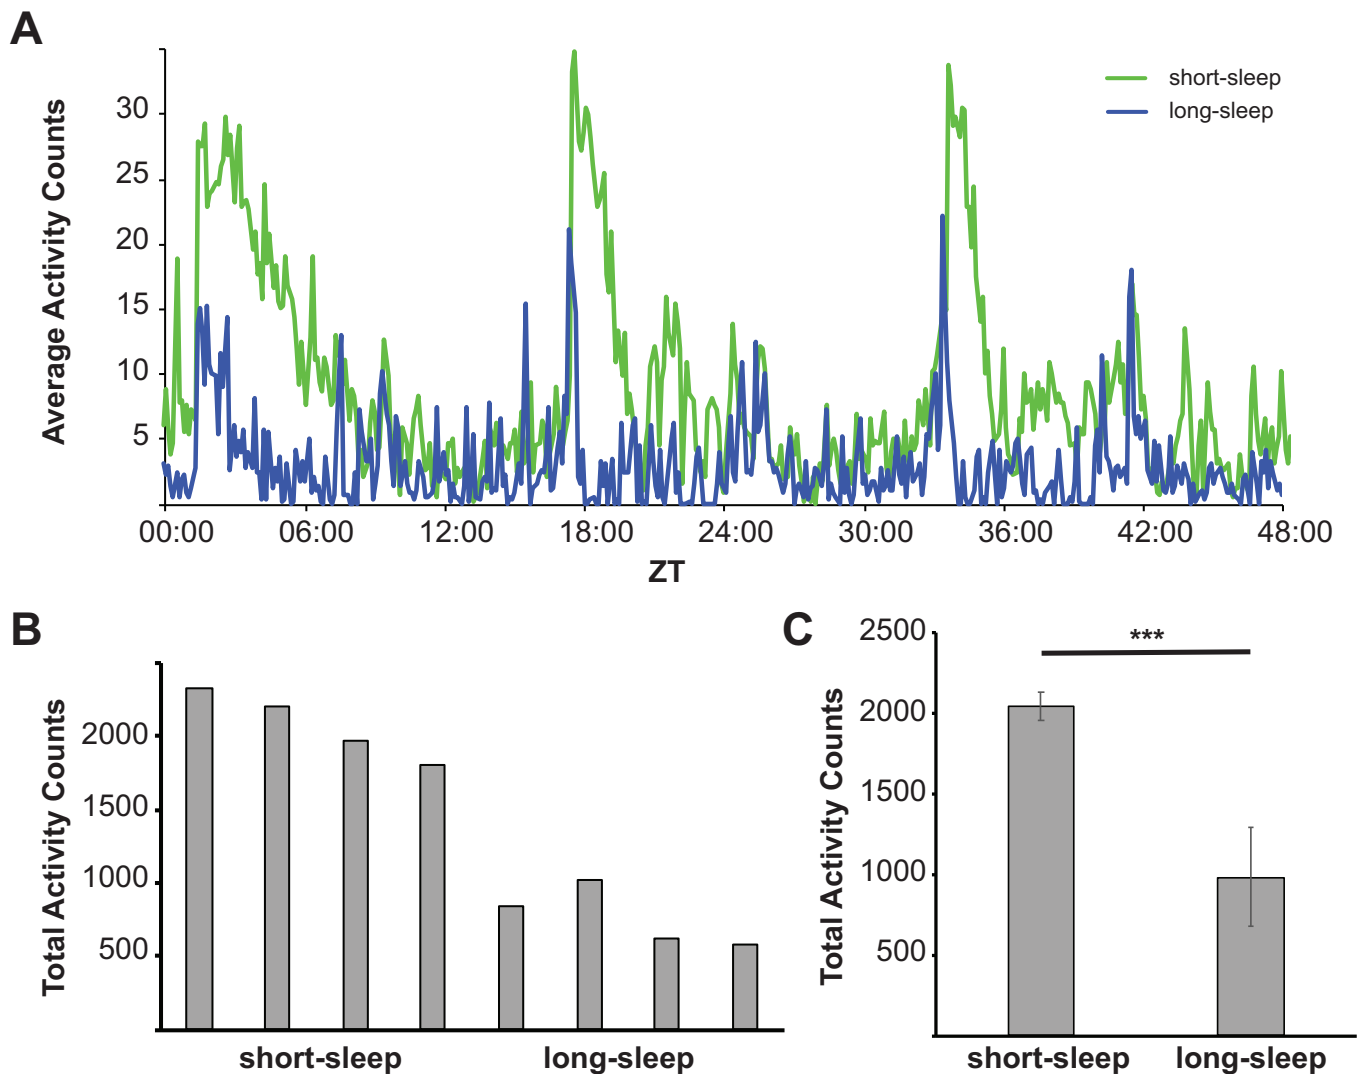 A
Average Activity Counts
30
25
20
15
10
5
short-sleep
long-sleep
00:00 06:00 12:00 18:00 24:00 30:00 36:00 42:00 48:00
ZT
B
Total Activity Counts
2000
1500
1000
500
short-sleep long-sleep
C
Total Activity Counts
2500
2000
1500
1000
500
***
short-sleep long-sleep